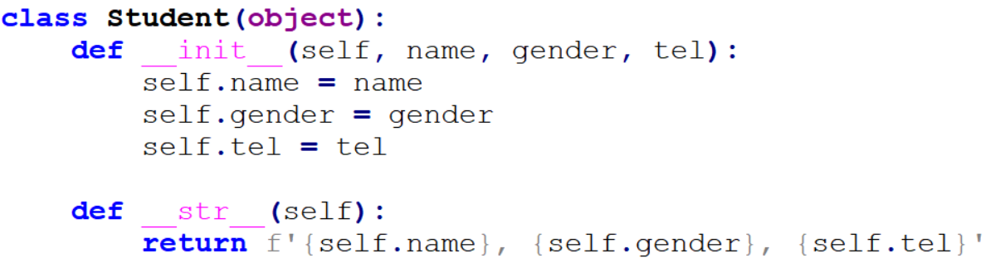 class Student(object):
    def __init__(self, name, gender, tel):
        self.name = name
        self.gender = gender
        self.tel = tel

    def __str__(self):
        return f'{self.name}, {self.gender}, {self.tel}'